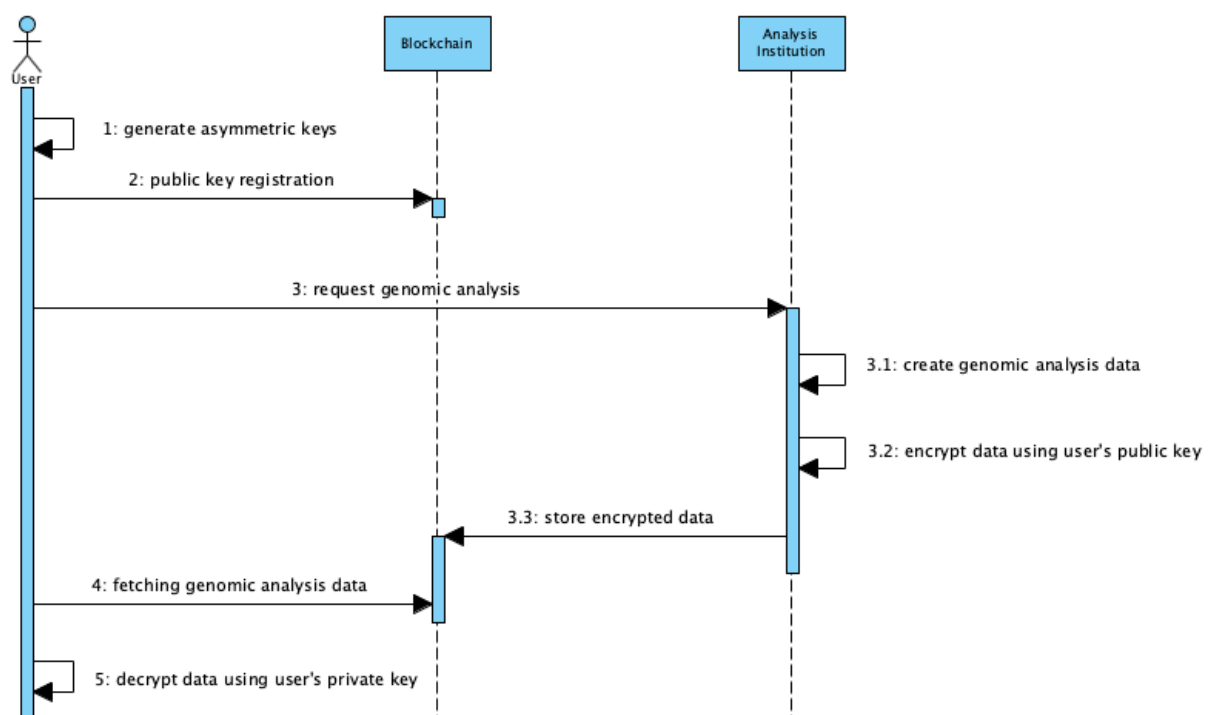 User
Blockchain
Analysis
Institution
1: generate asymmetric keys
2: public key registration
3: request genomic analysis
3.1: create genomic analysis data
3.2: encrypt data using user's public key
3.3: store encrypted data
4: fetching genomic analysis data
5: decrypt data using user's private key